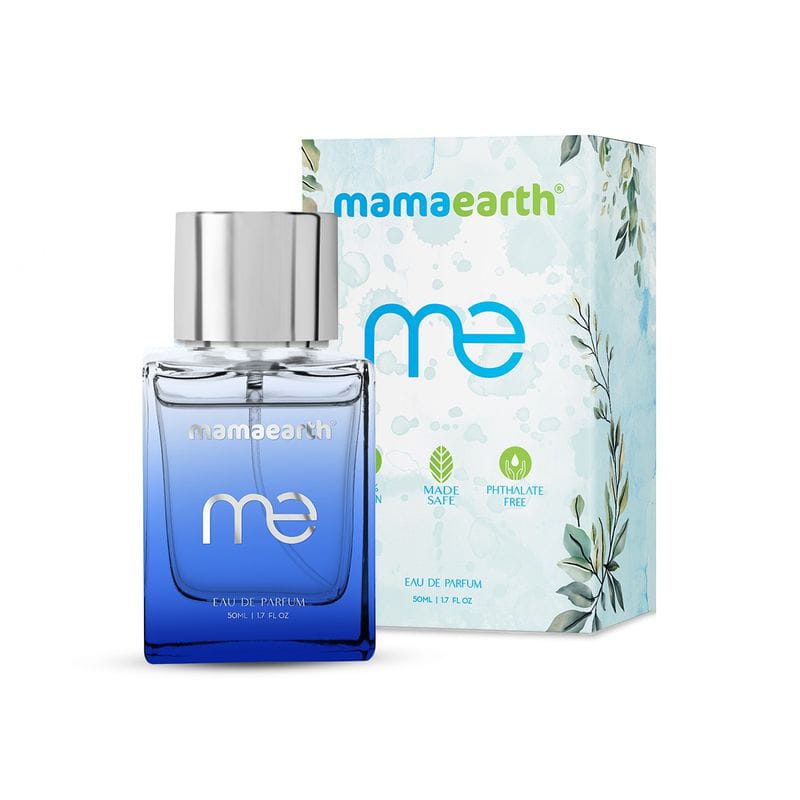 mamaearth®
me
MADE
SAFE
PHTHALATE
FREE
EAU DE PARFUM
50ML | 1.7 FL OZ
mamaearth®
me
EAU DE PARFUM
50ML | 1.7 FL OZ